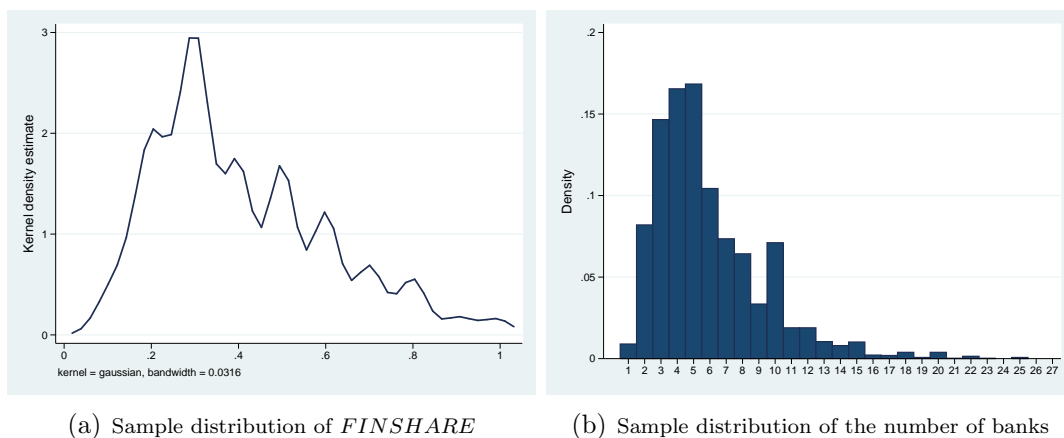 3
2
1
0
Kernel density estimate
0 .2 .4 .6 .8 1
kernel = gaussian, bandwidth = 0.0316
(a) Sample distribution of FINSHARE
.2
.15
.1
.05
0
Density
1 2 3 4 5 6 7 8 9 10 11 12 13 14 15 16 17 18 19 20 21 22 23 24 25 26 27
(b) Sample distribution of the number of banks